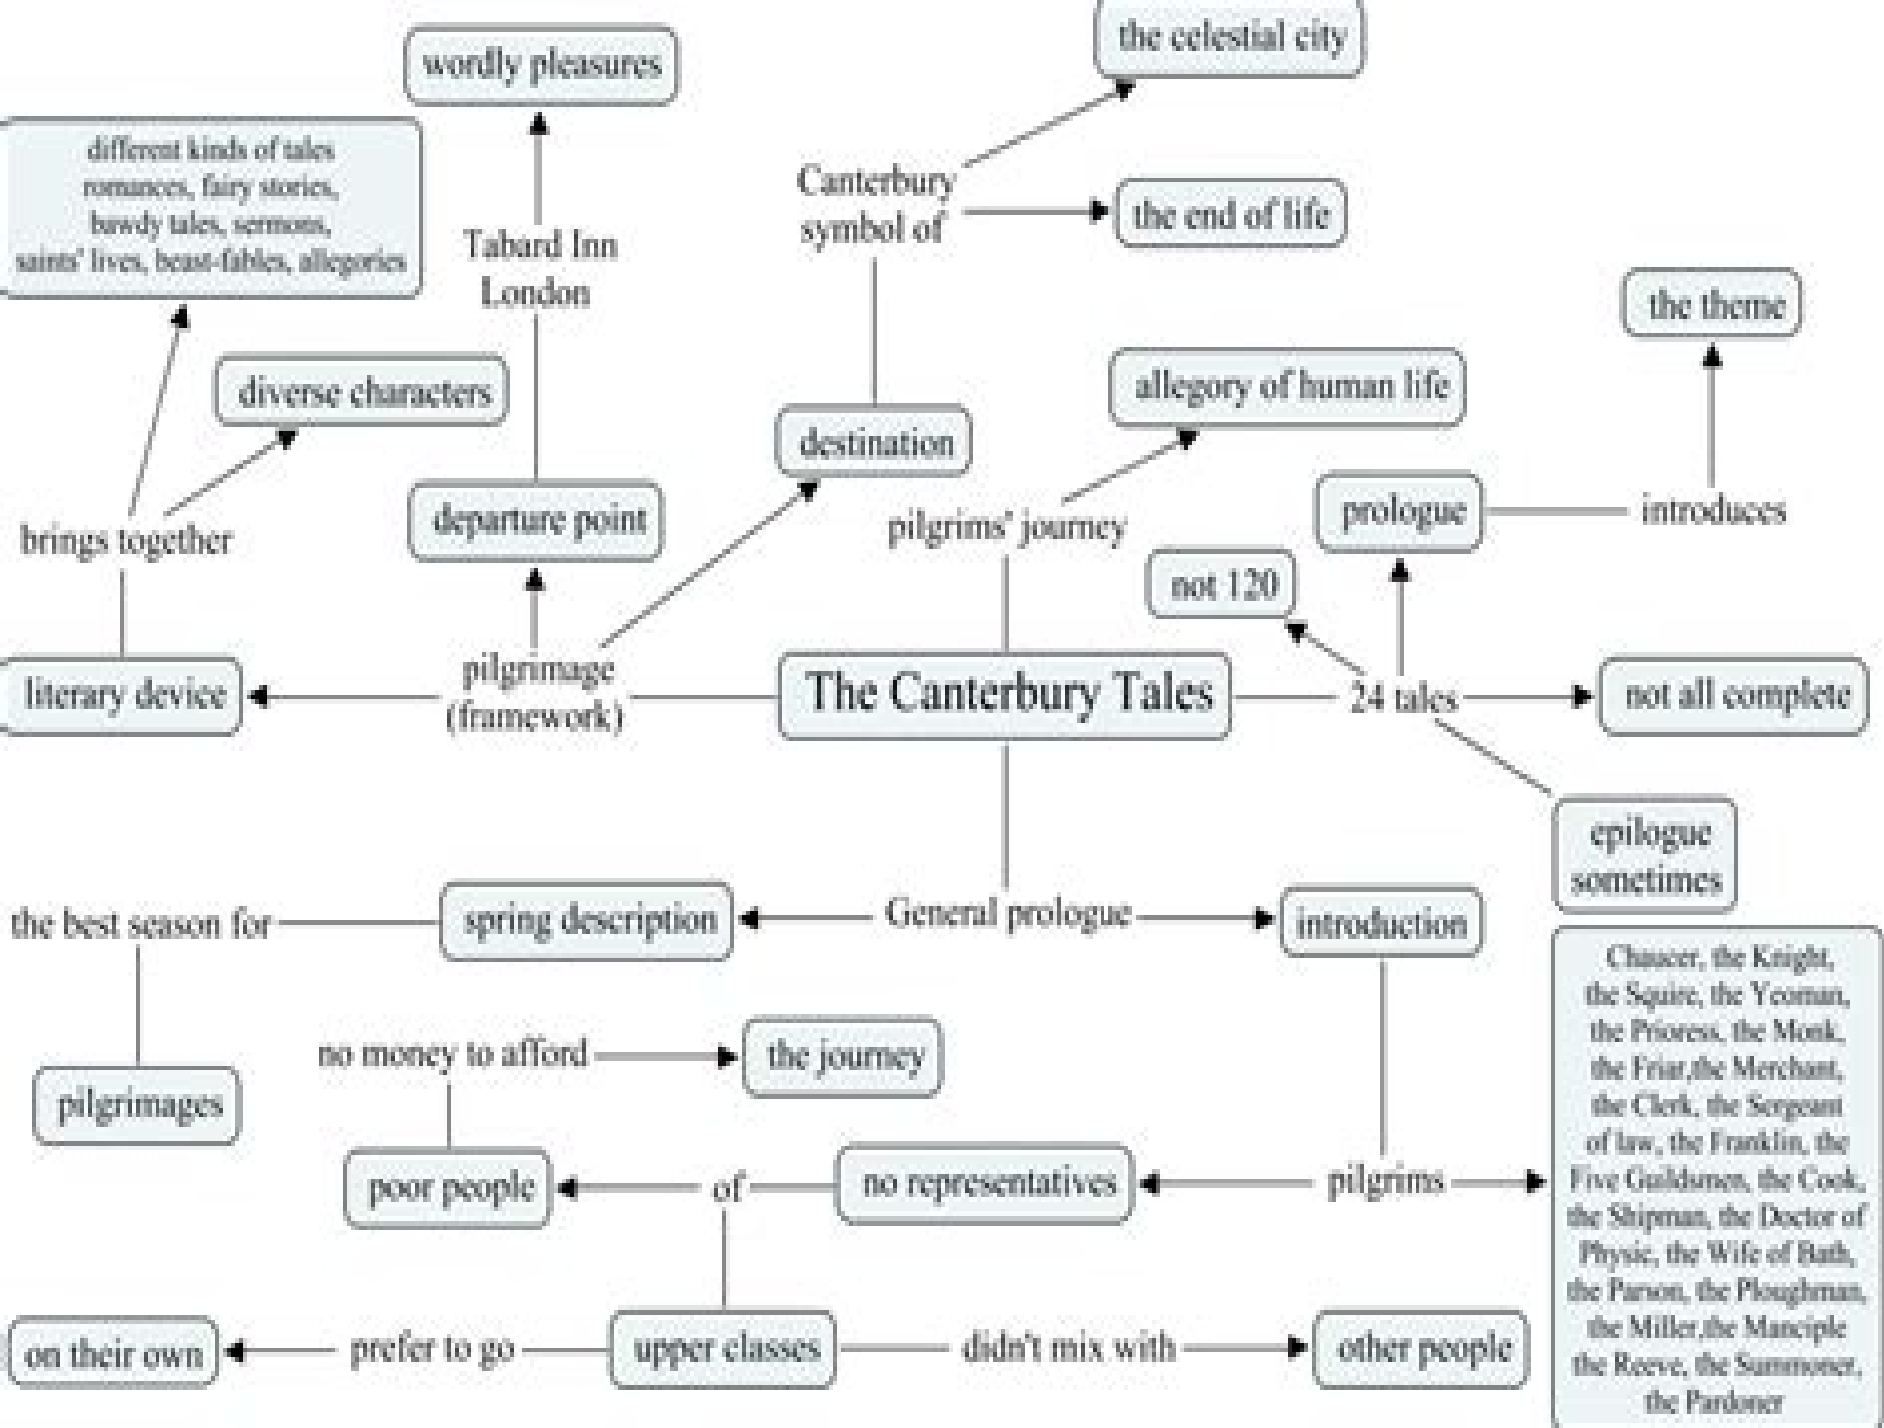 the celestial city
wordly pleasures
different kinds of tales
romances, fairy stories,
bawdy tales, sermons,
saints' lives, beast-fables, allegories
Canterbury
symbol of
the end of life
Tabard Inn
London
the theme
diverse characters
allegory of human life
destination
departure point
prologue
introduces
brings together
pilgrims' journey
not 120
literary device
pilgrimage
(framework)
The Canterbury Tales
24 tales
not all complete
epilogue
sometimes
the best season for
spring description
General prologue
introduction
Chaucer, the Knight,
the Squire, the Yeoman,
the Prioress, the Monk,
the Friar,the Merchant,
the Clerk, the Sergeant
of law, the Franklin, the
Five Guildsmen, the Cook,
the Shipman, the Doctor of
Physic, the Wife of Bath,
the Parson, the Ploughman,
the Miller,the Manciple
the Reeve, the Summoner,
the Pardoner
no money to afford
the journey
pilgrimages
poor people
of
no representatives
pilgrims
on their own
prefer to go
upper classes
didn't mix with
other people